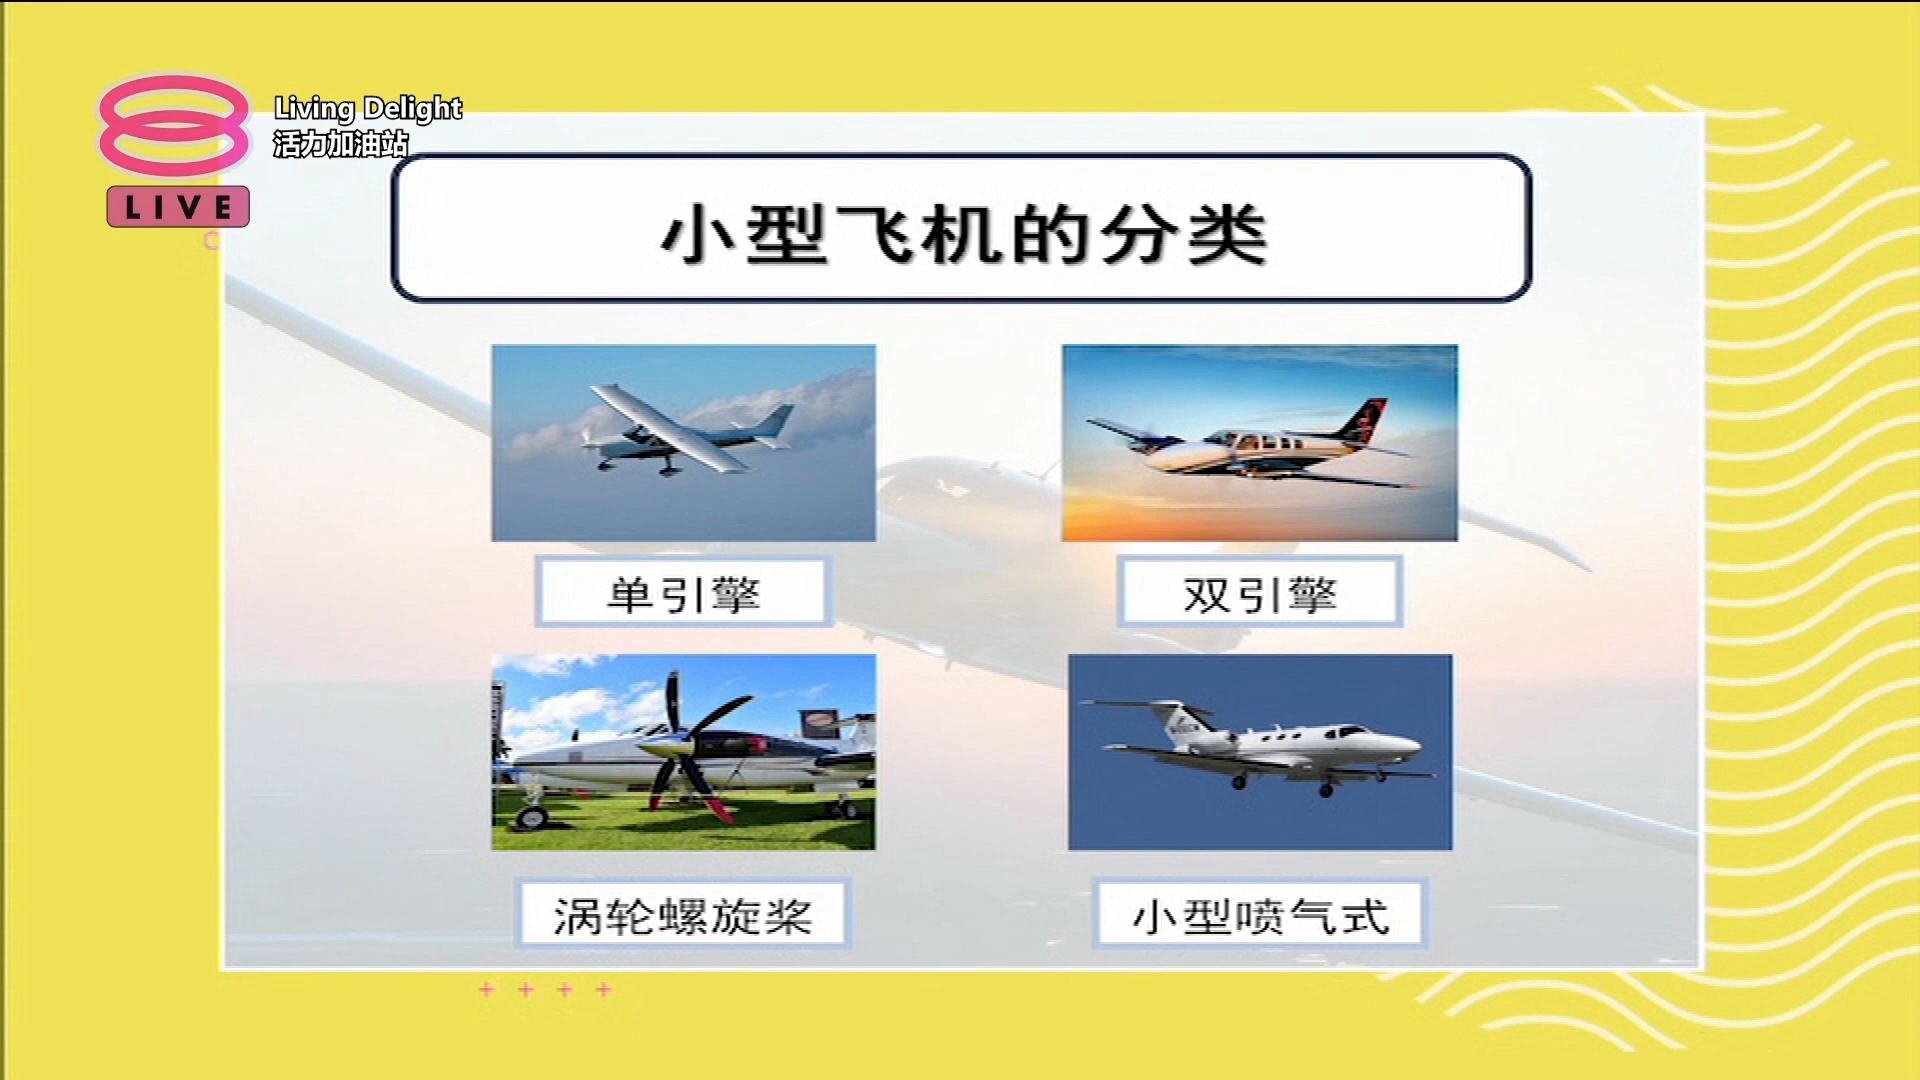 Living Delight
活力加油站
LIVE
小型飞机的分类
单引擎
双引擎
涡轮螺旋桨
小型喷气式